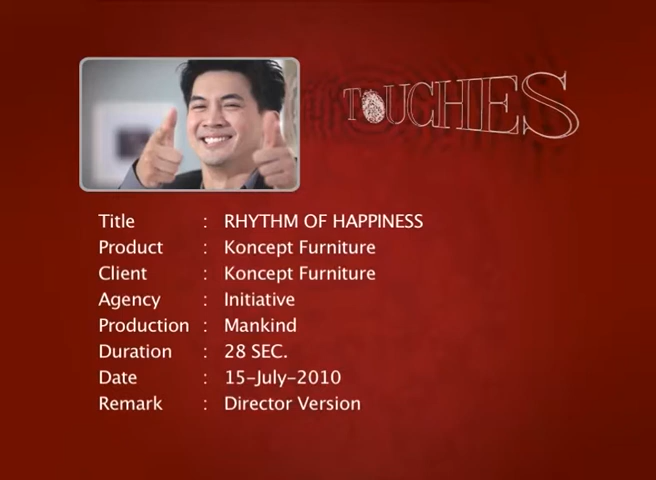 TOUCHES
Title : RHYTHM OF HAPPINESS
Product : Koncept Furniture
Client : Koncept Furniture
Agency : Initiative
Production : Mankind
Duration : 28 SEC.
Date : 15-July-2010
Remark : Director Version